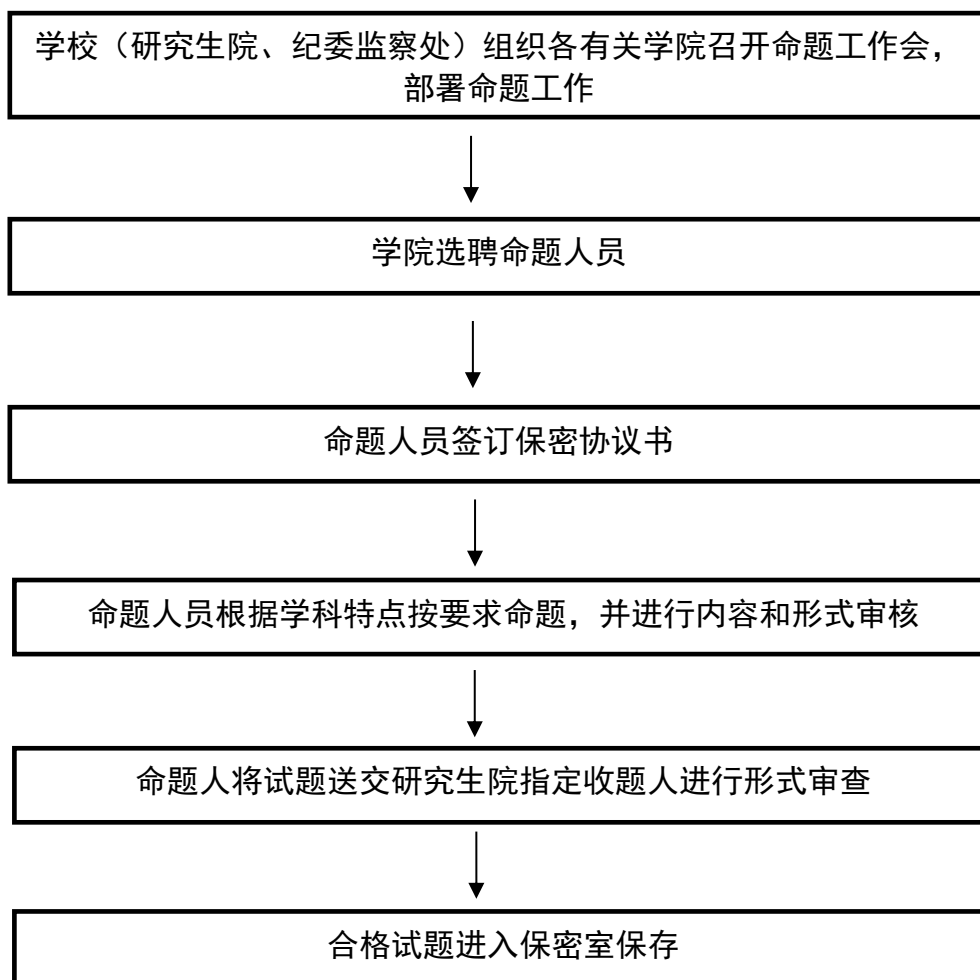 学校（研究生院、纪委监察处）组织各有关学院召开命题工作会，
部署命题工作
学院选聘命题人员
命题人员签订保密协议书
命题人员根据学科特点按要求命题，并进行内容和形式审核
命题人将试题送交研究生院指定收题人进行形式审查
合格试题进入保密室保存